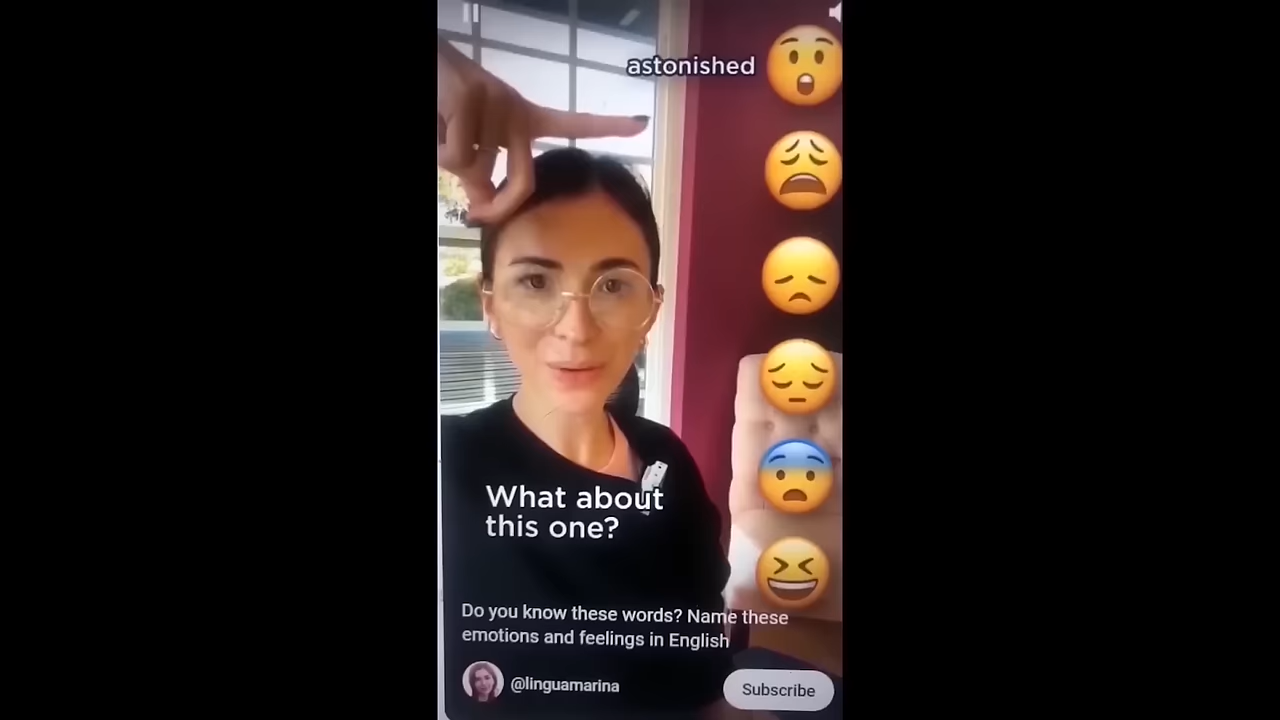 astonished
What about
this one?
Do you know these words? Name these
emotions and feelings in English
@linguamarina
Subscribe